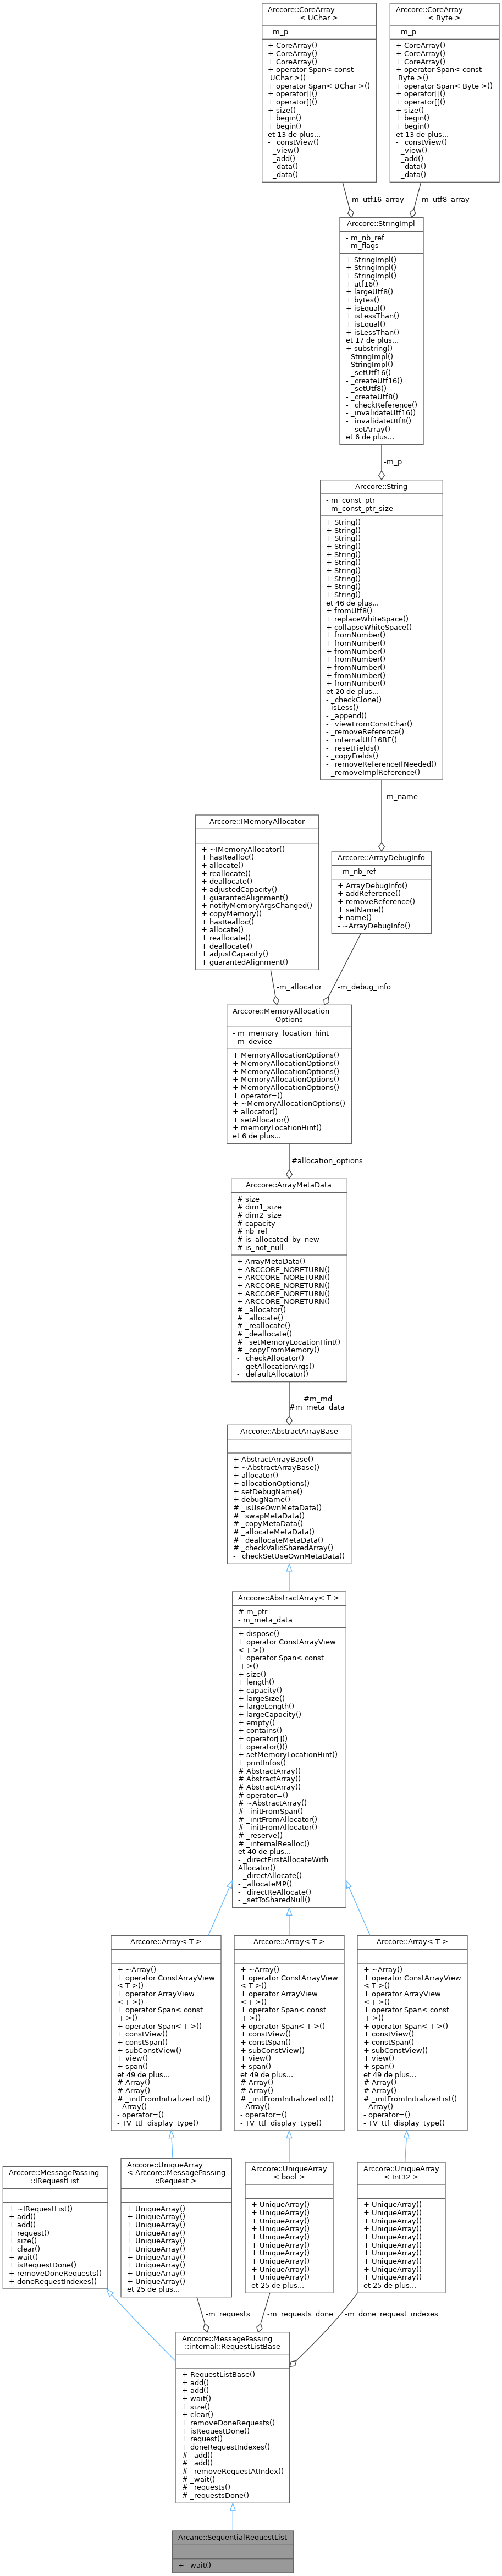 Arccore::CoreArray
< UChar >
- m_p
+ CoreArray()
+ CoreArray()
+ CoreArray()
+ operator Span< const
UChar >()
+ operator Span< UChar >()
+ operator[]()
+ operator[]()
+ size()
+ begin()
+ begin()
et 13 de plus...
- _constView()
- _view()
- _add()
- _data()
- _data()
Arccore::CoreArray
< Byte >
- m_p
+ CoreArray()
+ CoreArray()
+ CoreArray()
+ operator Span< const
Byte >()
+ operator Span< Byte >()
+ operator[]()
+ operator[]()
+ size()
+ begin()
+ begin()
et 13 de plus...
- _constView()
- _view()
- _add()
- _data()
- _data()
-m_utf16_array
-m_utf8_array
Arccore::StringImpl
- m_nb_ref
- m_flags
+ StringImpl()
+ StringImpl()
+ StringImpl()
+ utf16()
+ largeUtf8()
+ bytes()
+ isEqual()
+ isLessThan()
+ isEqual()
+ isLessThan()
et 17 de plus...
+ substring()
- StringImpl()
- StringImpl()
- _setUtf16()
- _createUtf16()
- _setUtf8()
- _createUtf8()
- _checkReference()
- _invalidateUtf16()
- _invalidateUtf8()
- _setArray()
et 6 de plus...
-m_p
Arccore::String
- m_const_ptr
- m_const_ptr_size
+ String()
+ String()
+ String()
+ String()
+ String()
+ String()
+ String()
+ String()
+ String()
+ String()
et 46 de plus...
+ fromUtf8()
+ replaceWhiteSpace()
+ collapseWhiteSpace()
+ fromNumber()
+ fromNumber()
+ fromNumber()
+ fromNumber()
+ fromNumber()
+ fromNumber()
+ fromNumber()
et 20 de plus...
- _checkClone()
- isLess()
- _append()
- _viewFromConstChar()
- _removeReference()
- _internalUtf16BE()
- _resetFields()
- _copyFields()
- _removeReferenceIfNeeded()
- _removeImplReference()
-m_name
Arccore::IMemoryAllocator
+ ~IMemoryAllocator()
+ hasRealloc()
+ allocate()
+ reallocate()
+ deallocate()
+ adjustedCapacity()
+ guarantedAlignment()
+ notifyMemoryArgsChanged()
+ copyMemory()
+ hasRealloc()
+ allocate()
+ reallocate()
+ deallocate()
+ adjustCapacity()
+ guarantedAlignment()
Arccore::ArrayDebugInfo
- m_nb_ref
+ ArrayDebugInfo()
+ addReference()
+ removeReference()
+ setName()
+ name()
- ~ArrayDebugInfo()
-m_allocator
-m_debug_info
Arccore::MemoryAllocation
Options
- m_memory_location_hint
- m_device
+ MemoryAllocationOptions()
+ MemoryAllocationOptions()
+ MemoryAllocationOptions()
+ MemoryAllocationOptions()
+ MemoryAllocationOptions()
+ operator=()
+ ~MemoryAllocationOptions()
+ allocator()
+ setAllocator()
+ memoryLocationHint()
et 6 de plus...
#allocation_options
Arccore::ArrayMetaData
# size
# dim1_size
# dim2_size
# capacity
# nb_ref
# is_allocated_by_new
# is_not_null
+ ArrayMetaData()
+ ARCCORE_NORETURN()
+ ARCCORE_NORETURN()
+ ARCCORE_NORETURN()
+ ARCCORE_NORETURN()
+ ARCCORE_NORETURN()
# _allocator()
# _allocate()
# _reallocate()
# _deallocate()
# _setMemoryLocationHint()
# _copyFromMemory()
- _checkAllocator()
- _getAllocationArgs()
- _defaultAllocator()
#m_md
#m_meta_data
Arccore::AbstractArrayBase
+ AbstractArrayBase()
+ ~AbstractArrayBase()
+ allocator()
+ allocationOptions()
+ setDebugName()
+ debugName()
# _isUseOwnMetaData()
# _swapMetaData()
# _copyMetaData()
# _allocateMetaData()
# _deallocateMetaData()
# _checkValidSharedArray()
- _checkSetUseOwnMetaData()
Arccore::AbstractArray< T >
# m_ptr
- m_meta_data
+ dispose()
+ operator ConstArrayView
< T >()
+ operator Span< const
T >()
+ size()
+ length()
+ capacity()
+ largeSize()
+ largeLength()
+ largeCapacity()
+ empty()
+ contains()
+ operator[]()
+ operator()()
+ setMemoryLocationHint()
+ printInfos()
# AbstractArray()
# AbstractArray()
# AbstractArray()
# operator=()
# ~AbstractArray()
# _initFromSpan()
# _initFromAllocator()
# _initFromAllocator()
# _reserve()
# _internalRealloc()
et 40 de plus...
- _directFirstAllocateWith
Allocator()
- _directAllocate()
- _allocateMP()
- _directReAllocate()
- _setToSharedNull()
Arccore::Array< T >
+ ~Array()
+ operator ConstArrayView
< T >()
+ operator ArrayView
< T >()
+ operator Span< const
T >()
+ operator Span< T >()
+ constView()
+ constSpan()
+ subConstView()
+ view()
+ span()
et 49 de plus...
# Array()
# Array()
# _initFromInitializerList()
- Array()
- operator=()
- TV_ttf_display_type()
Arccore::Array< T >
+ ~Array()
+ operator ConstArrayView
< T >()
+ operator ArrayView
< T >()
+ operator Span< const
T >()
+ operator Span< T >()
+ constView()
+ constSpan()
+ subConstView()
+ view()
+ span()
et 49 de plus...
# Array()
# Array()
# _initFromInitializerList()
- Array()
- operator=()
- TV_ttf_display_type()
Arccore::Array< T >
+ ~Array()
+ operator ConstArrayView
< T >()
+ operator ArrayView
< T >()
+ operator Span< const
T >()
+ operator Span< T >()
+ constView()
+ constSpan()
+ subConstView()
+ view()
+ span()
et 49 de plus...
# Array()
# Array()
# _initFromInitializerList()
- Array()
- operator=()
- TV_ttf_display_type()
Arccore::MessagePassing
::IRequestList
+ ~IRequestList()
+ add()
+ add()
+ request()
+ size()
+ clear()
+ wait()
+ isRequestDone()
+ removeDoneRequests()
+ doneRequestIndexes()
Arccore::UniqueArray
< Arccore::MessagePassing
::Request >
+ UniqueArray()
+ UniqueArray()
+ UniqueArray()
+ UniqueArray()
+ UniqueArray()
+ UniqueArray()
+ UniqueArray()
+ UniqueArray()
+ UniqueArray()
+ UniqueArray()
et 25 de plus...
Arccore::UniqueArray
< bool >
+ UniqueArray()
+ UniqueArray()
+ UniqueArray()
+ UniqueArray()
+ UniqueArray()
+ UniqueArray()
+ UniqueArray()
+ UniqueArray()
+ UniqueArray()
+ UniqueArray()
et 25 de plus...
Arccore::UniqueArray
< Int32 >
+ UniqueArray()
+ UniqueArray()
+ UniqueArray()
+ UniqueArray()
+ UniqueArray()
+ UniqueArray()
+ UniqueArray()
+ UniqueArray()
+ UniqueArray()
+ UniqueArray()
et 25 de plus...
-m_requests
-m_requests_done
-m_done_request_indexes
Arccore::MessagePassing
::internal::RequestListBase
+ RequestListBase()
+ add()
+ add()
+ wait()
+ size()
+ clear()
+ removeDoneRequests()
+ isRequestDone()
+ request()
+ doneRequestIndexes()
# _add()
# _add()
# _removeRequestAtIndex()
# _wait()
# _requests()
# _requestsDone()
Arcane::SequentialRequestList
+ _wait()